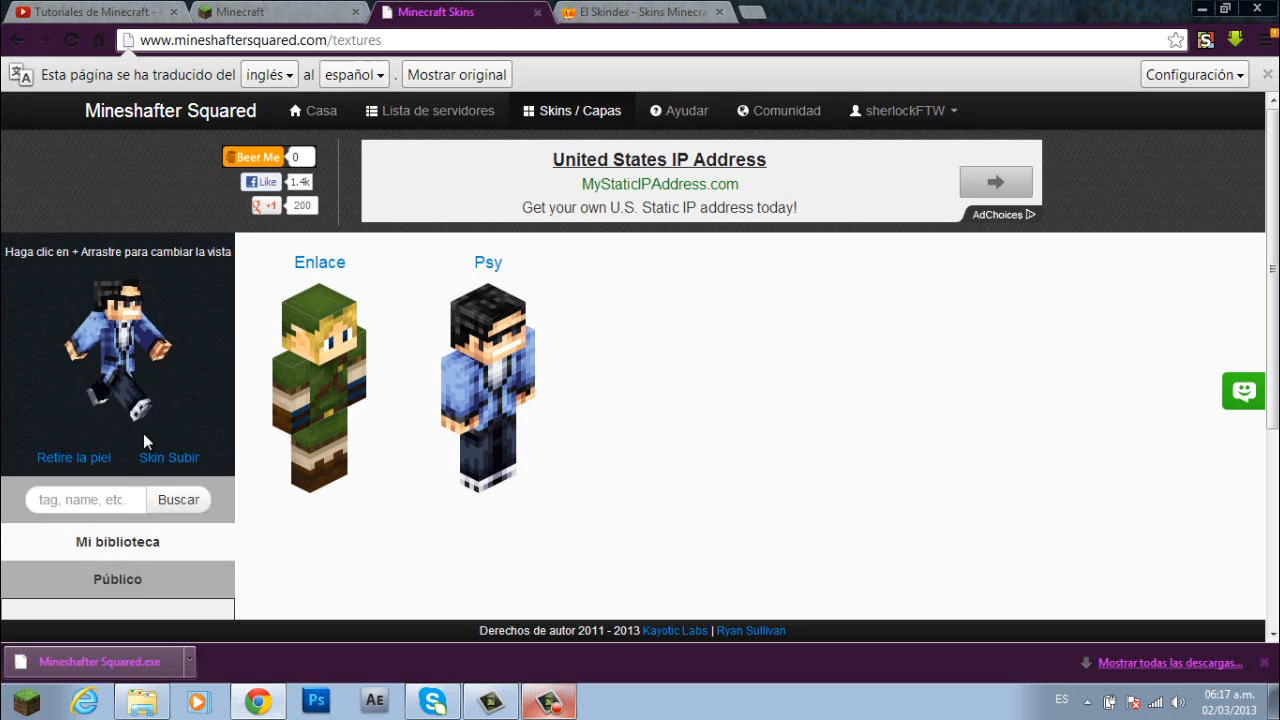 Tutoriales de Minecraft - Minecraft Minecraft Skins El Skindex - Skins Minecra
www.mineshaftersquared.com/textures
Esta página se ha traducido del inglés al español . Mostrar original Configuración
Mineshafter Squared Casa Lista de servidores Skins / Capas Ayudar Comunidad sherlockFTW
Beer Me 0
Like 1.4k
+1 200
United States IP Address
MyStaticIPAddress.com
Get your own U.S. Static IP address today!
AdChoices
Haga clic en + Arrastre para cambiar la vista
Enlace Psy
Retire la piel Skin Subir
tag, name, etc. Buscar
Mi biblioteca
Público
Derechos de autor 2011 - 2013 Kayotic Labs | Ryan Sullivan
Mineshafter Squared.exe Mostrar todas las descargas...
Ps Ae ES 06:17 a.m.
02/03/2013